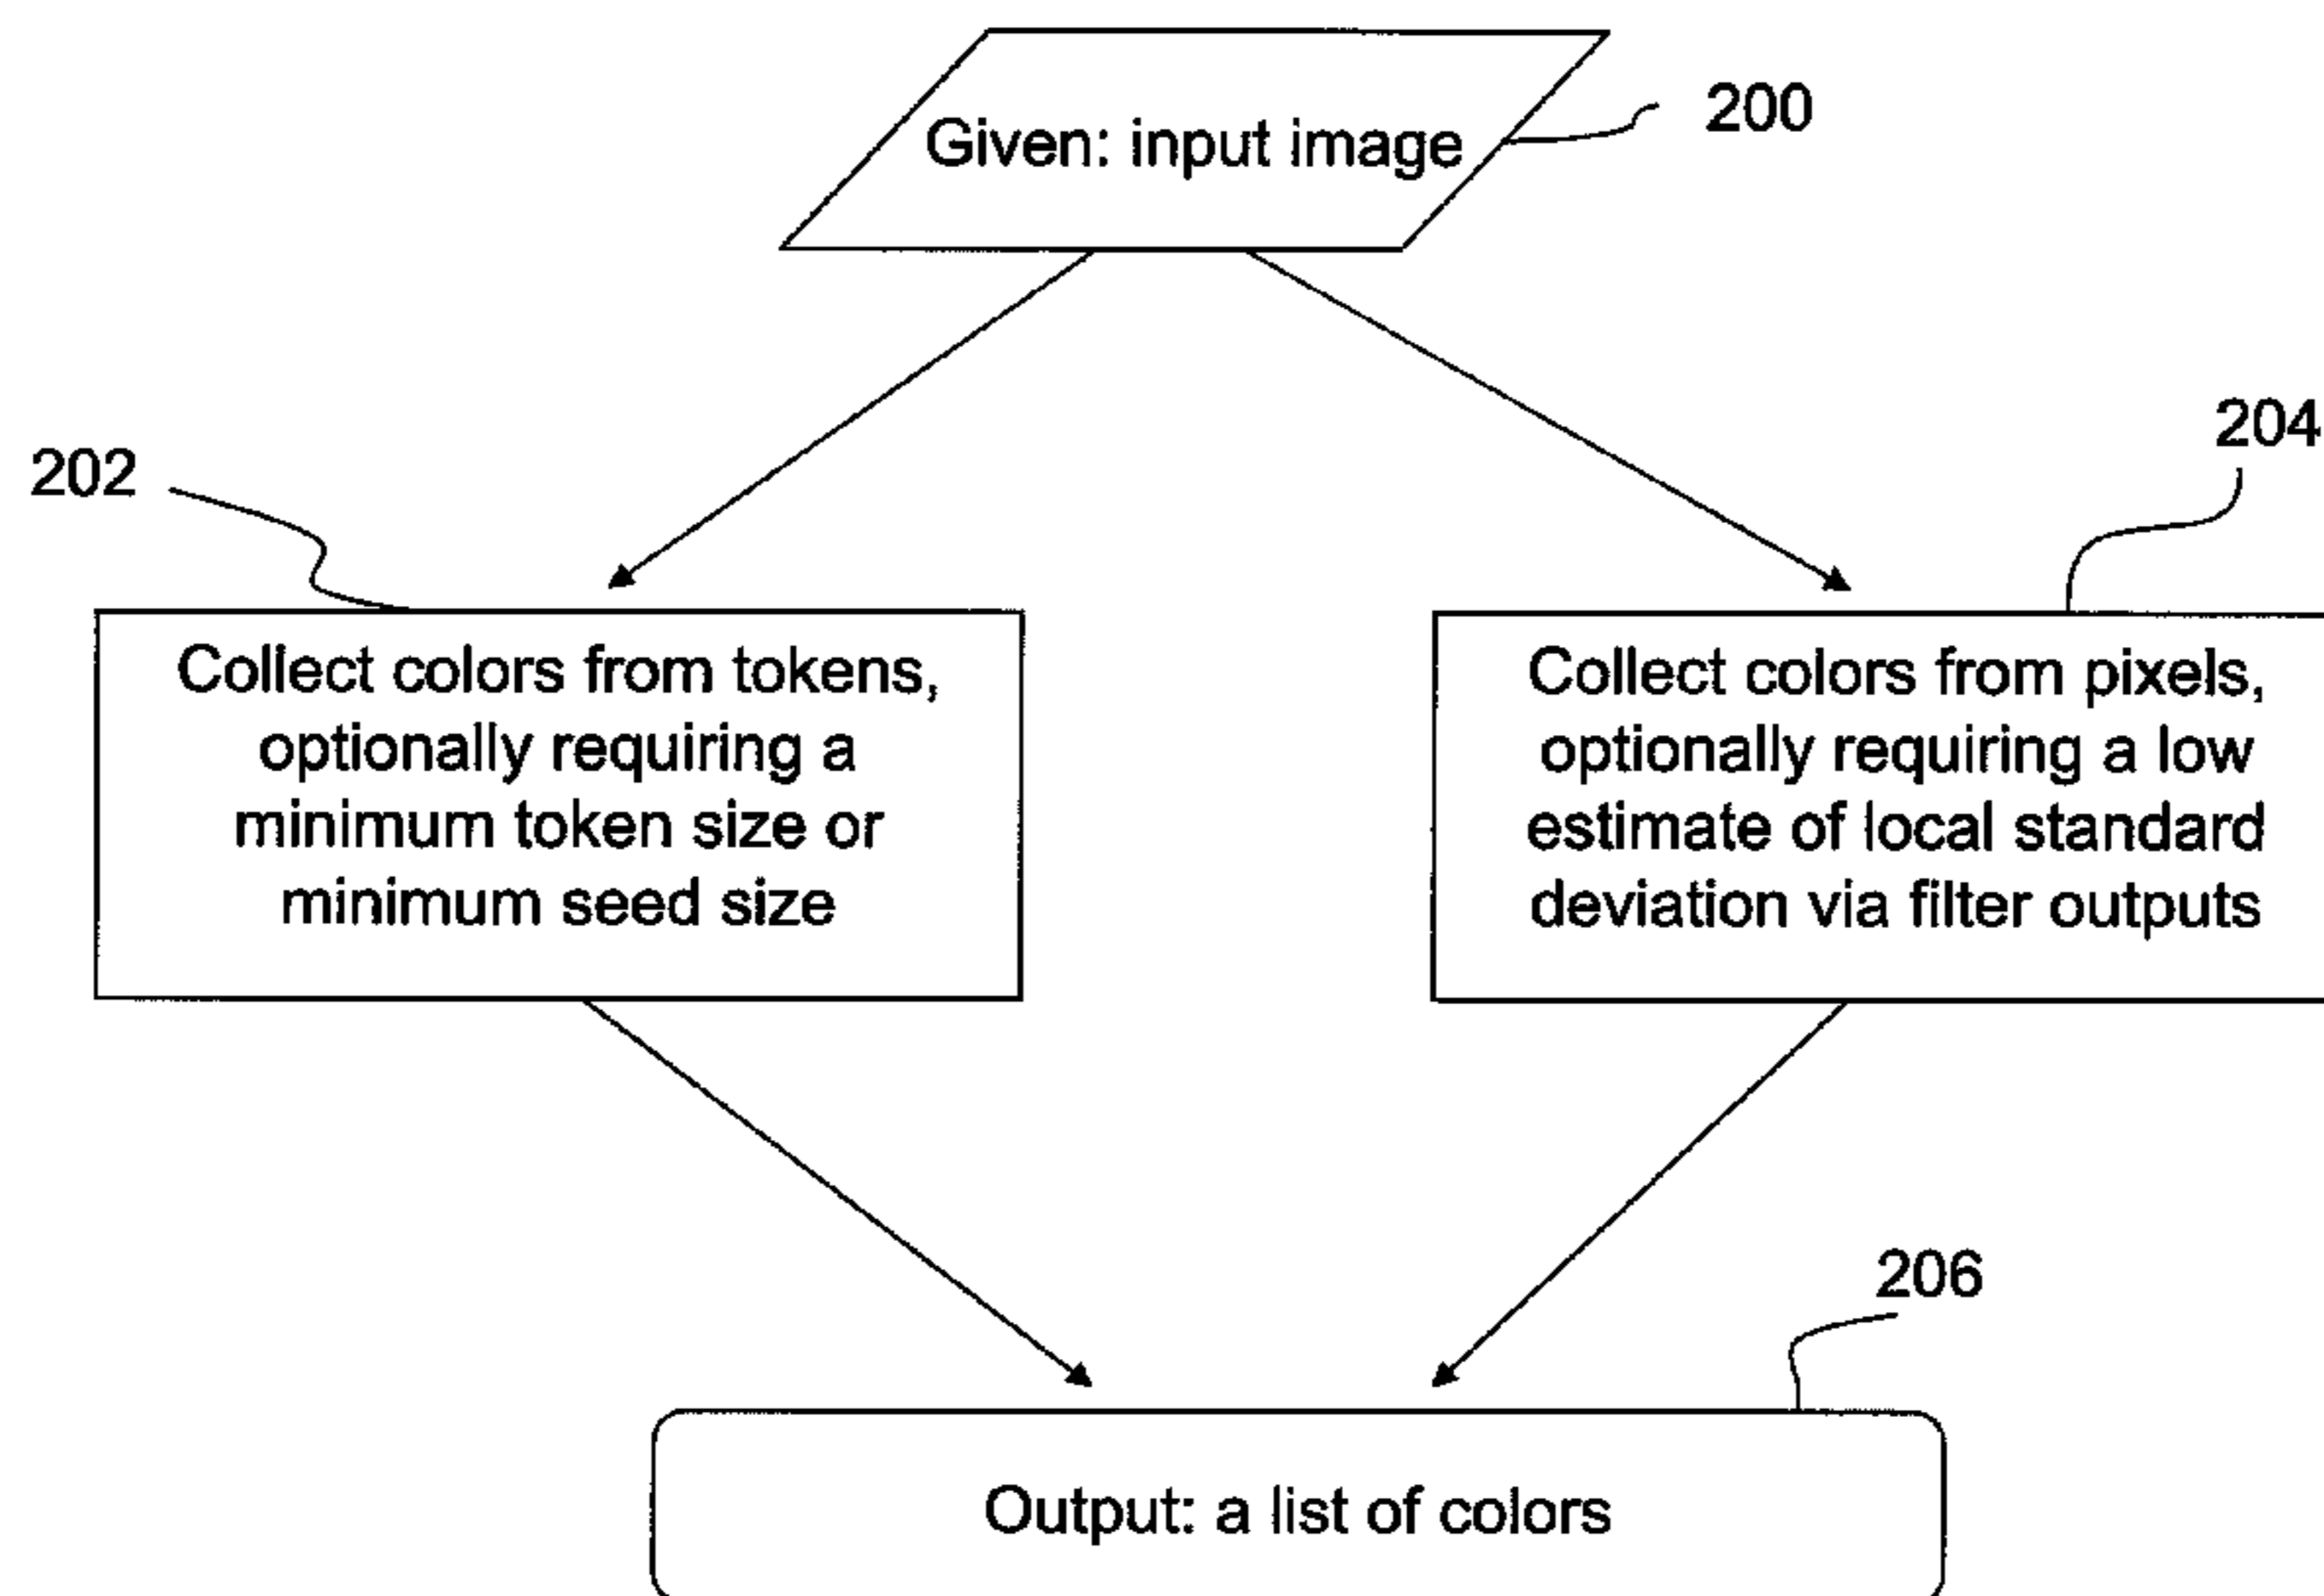 Given: input image
200
202
204
Collect colors from tokens,
optionally requiring a
minimum token size or
minimum seed size
Collect colors from pixels,
optionally requiring a low
estimate of local standard
deviation via filter outputs
206
Output: a list of colors